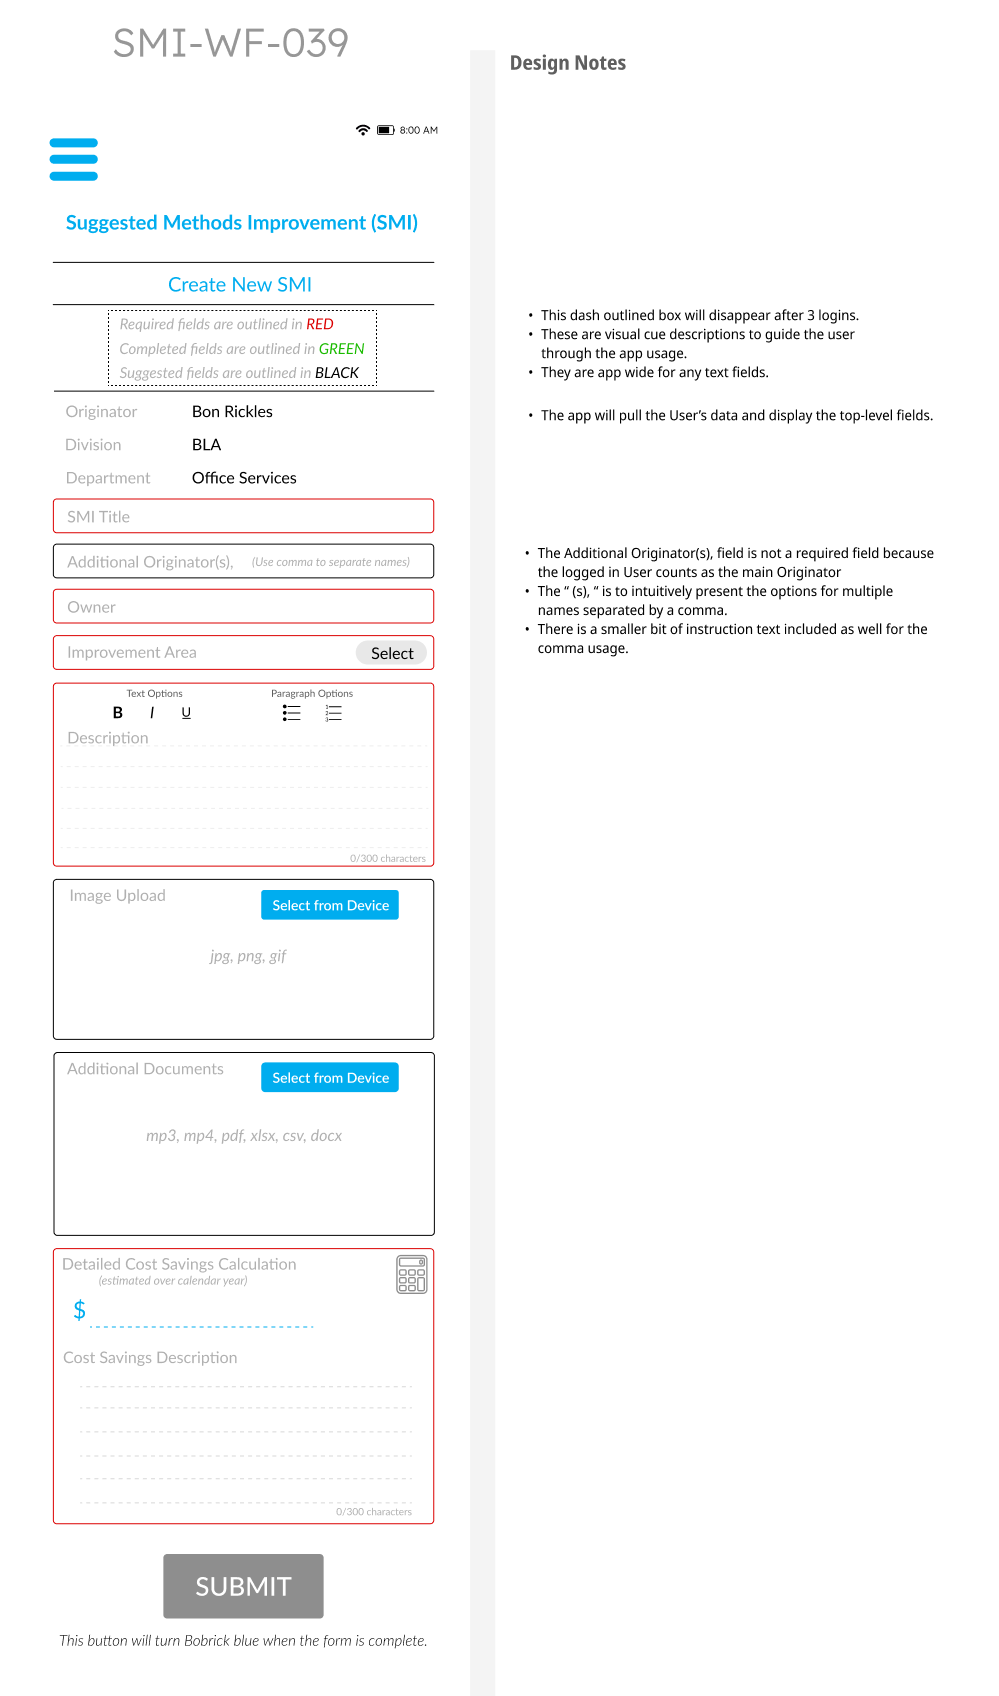 SMI-WF-039
Design Notes
8:00 AM
Suggested Methods Improvement (SMI)
Create New SMI
Required fields are outlined in RED
Completed fields are outlined in GREEN
Suggested fields are outlined in BLACK
• This dash outlined box will disappear after 3 logins.
• These are visual cue descriptions to guide the user
through the app usage.
• They are app wide for any text fields.
• The app will pull the User’s data and display the top-level fields.
Originator Bon Rickles
Division BLA
Department Office Services
SMI Title
Additional Originator(s), (Use comma to separate names)
Owner
Improvement Area Select
• The Additional Originator(s), field is not a required field because
the logged in User counts as the main Originator
• The “ (s), “ is to intuitively present the options for multiple
names separated by a comma.
• There is a smaller bit of instruction text included as well for the
comma usage.
Text Options Paragraph Options
B I U
1 2 3
Description
0/300 characters
Image Upload Select from Device
jpg, png, gif
Additional Documents Select from Device
mp3, mp4, pdf, xlsx, csv, docx
Detailed Cost Savings Calculation
(estimated over calendar year)
$
Cost Savings Description
0/300 characters
SUBMIT
This button will turn Bobrick blue when the form is complete.